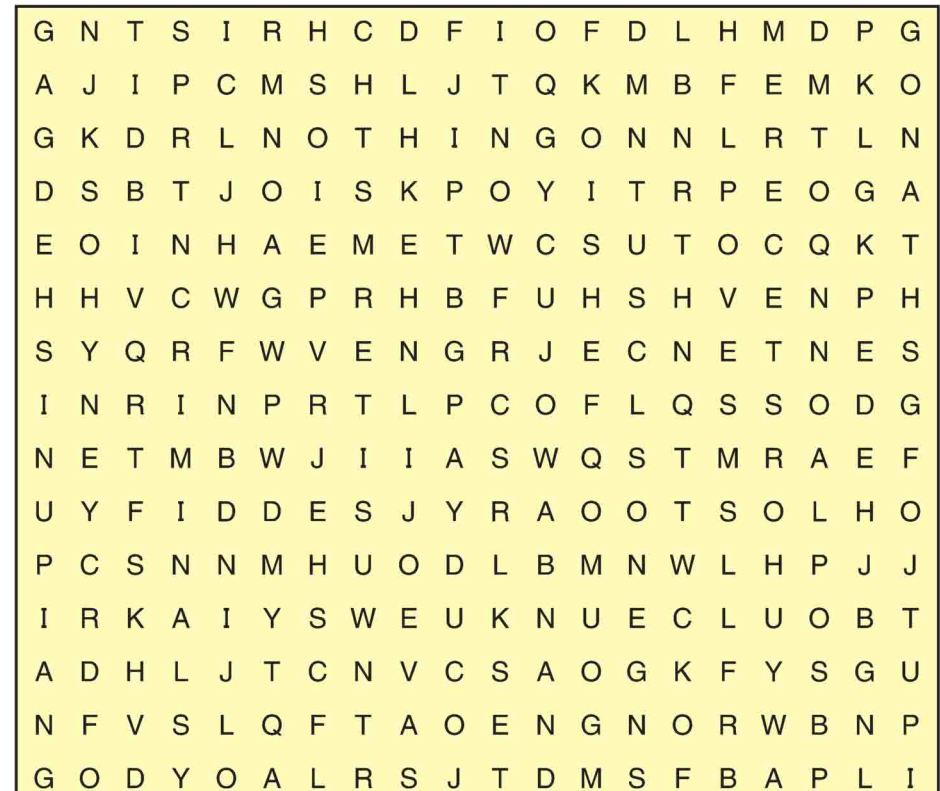 G N T S I R H C D F I O F D L H M D P G
A J I P C M S H L J T Q K M B F E M K O
G K D R L N O T H I N G O N N L R T L N
D S B T J O I S K P O Y I T R P E O G A
E O I N H A E M E T W C S U T O C Q K T
H H V C W G P R H B F U H S H V E N P H
S Y Q R F W V E N G R J E C N E T N E S
I N R I N P R T L P C O F L Q S S O D G
N E T M B W J I I A S W Q S T M R A E F
U Y F I D D E S J Y R A O O T S O L H O
P C S N N M H U O D L B M N W L H P J J
I R K A I Y S W E U K N U E C L U O B T
A D H L J T C N V C S A O G K F Y S G U
N F V S L Q F T A O E N G N O R W B N P
G O D Y O A L R S J T D M S F B A P L I